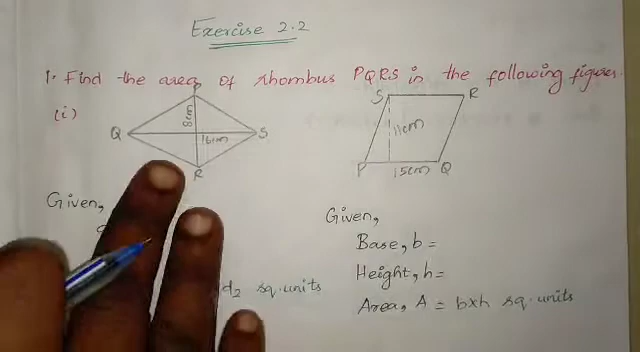 Exercise 2.2
1. Find the area of rhombus PQRS in the following figures.
(i)
P
8cm
Q
16cm
S
R
S
R
11cm
P
15cm
Q
Given,
d₂ sq.units
Given,
Base, b =
Height, h =
Area, A = b×h sq.units